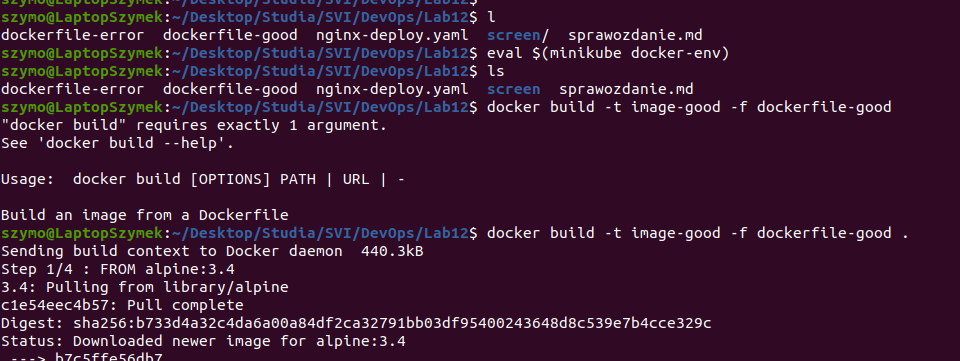 szymo@LaptopSzymek:~/Desktop/Studia/SVI/DevOps/Lab12$ l
dockerfile-error  dockerfile-good  nginx-deploy.yaml  screen/  sprawozdanie.md
szymo@LaptopSzymek:~/Desktop/Studia/SVI/DevOps/Lab12$ eval $(minikube docker-env)
szymo@LaptopSzymek:~/Desktop/Studia/SVI/DevOps/Lab12$ ls
dockerfile-error  dockerfile-good  nginx-deploy.yaml  screen  sprawozdanie.md
szymo@LaptopSzymek:~/Desktop/Studia/SVI/DevOps/Lab12$ docker build -t image-good -f dockerfile-good
"docker build" requires exactly 1 argument.
See 'docker build --help'.
Usage:  docker build [OPTIONS] PATH | URL | -
Build an image from a Dockerfile
szymo@LaptopSzymek:~/Desktop/Studia/SVI/DevOps/Lab12$ docker build -t image-good -f dockerfile-good .
Sending build context to Docker daemon  440.3kB
Step 1/4 : FROM alpine:3.4
3.4: Pulling from library/alpine
c1e54eec4b57: Pull complete
Digest: sha256:b733d4a32c4da6a00a84df2ca32791bb03df95400243648d8c539e7b4cce329c
Status: Downloaded newer image for alpine:3.4
 ---> b7c5ffe56db7